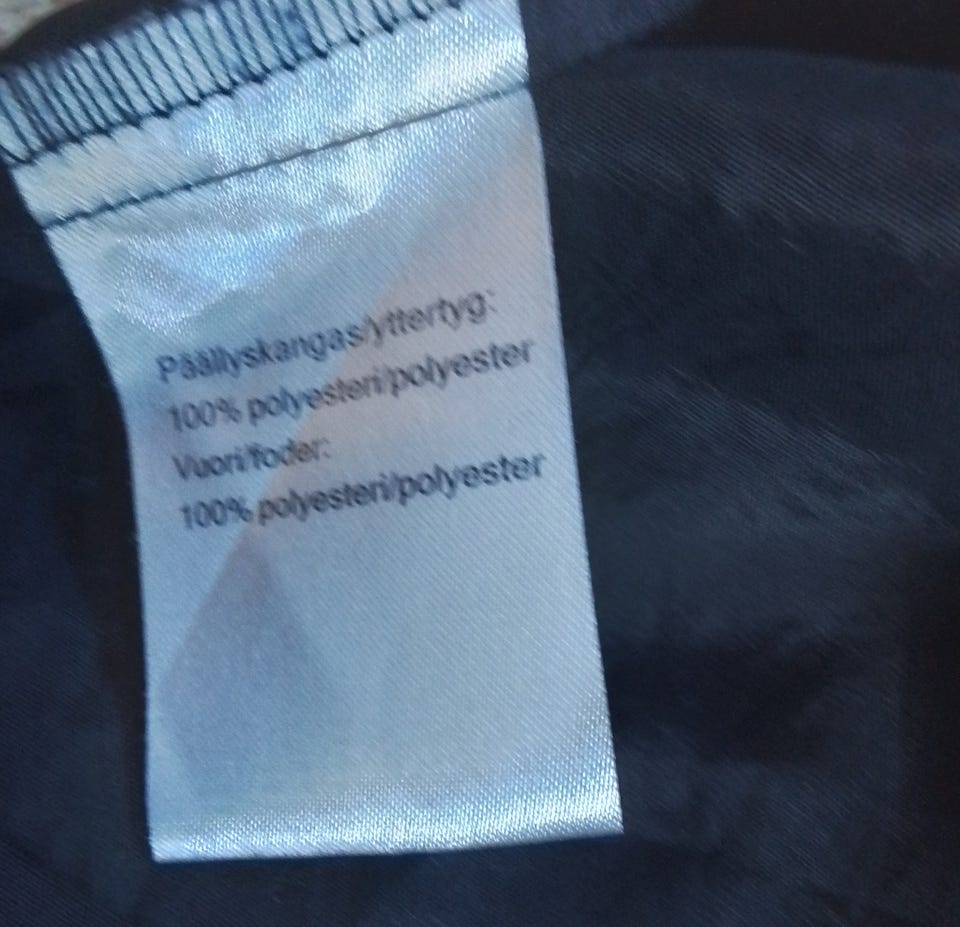 Päällyskangas/yttertyg:
100% polyesteri/polyester
Vuori/foder:
100% polyesteri/polyester